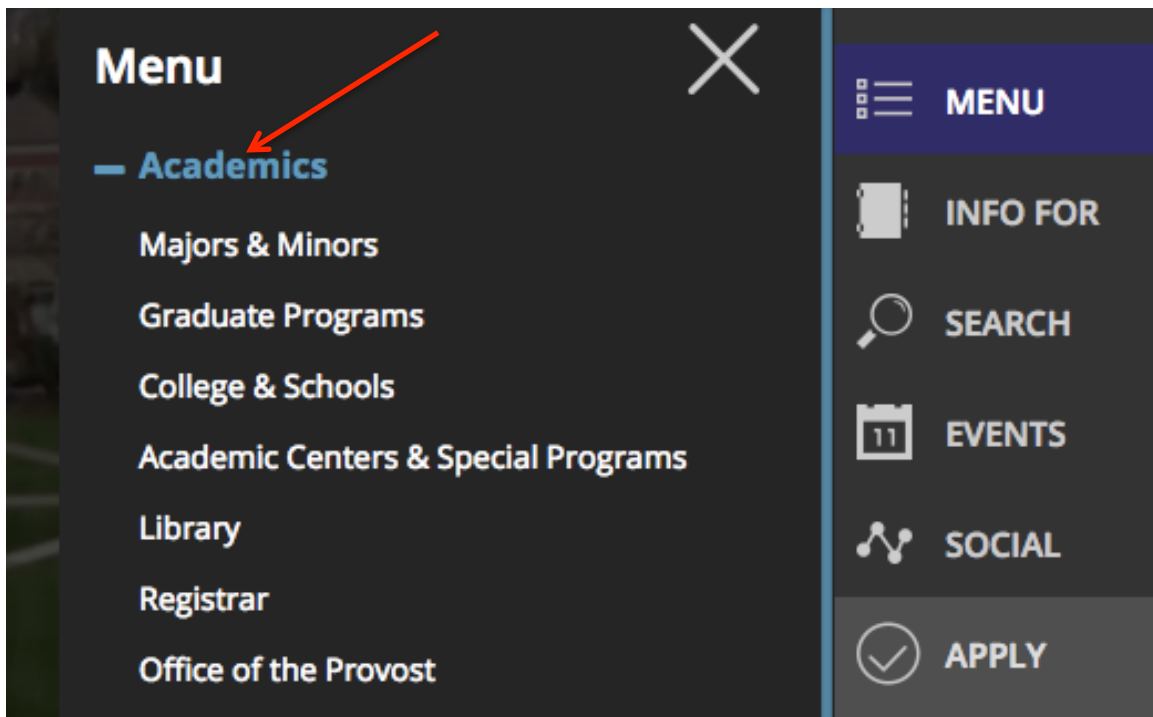 Menu
Academics
Majors & Minors
Graduate Programs
College & Schools
Academic Centers & Special Programs
Library
Registrar
Office of the Provost
MENU
INFO FOR
SEARCH
11
EVENTS
SOCIAL
APPLY